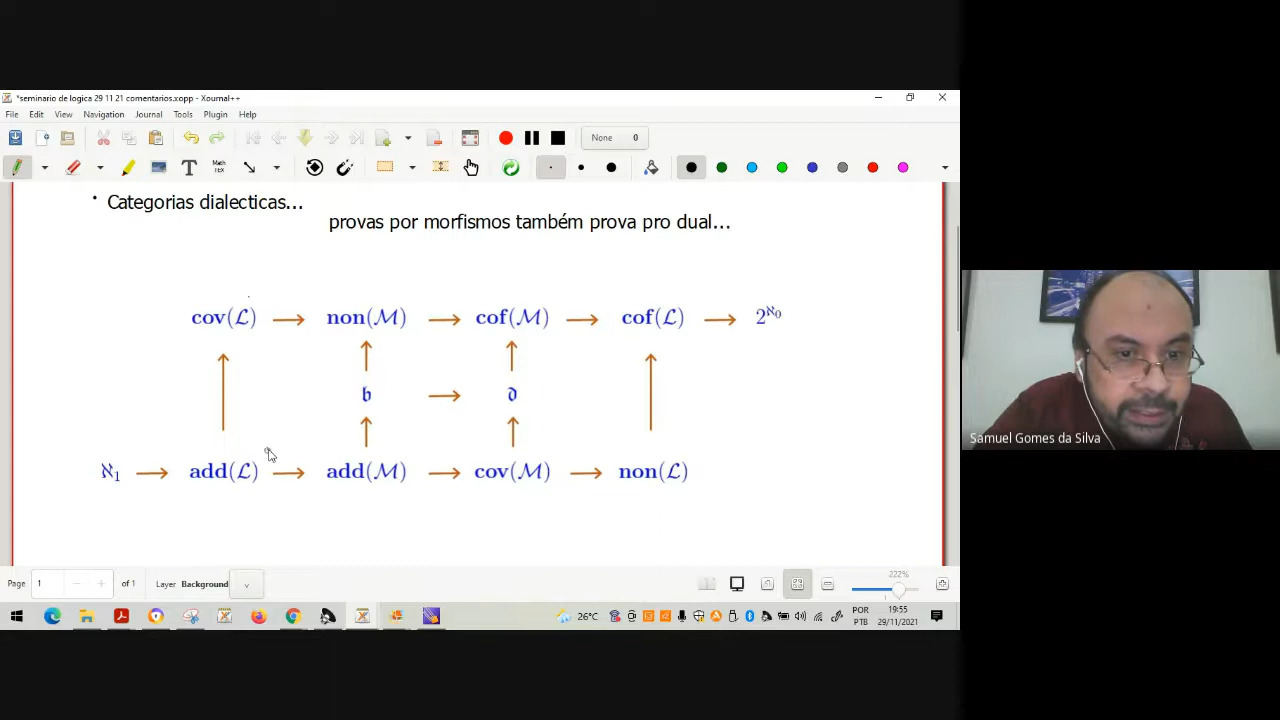 *seminario de logica 29 11 21 comentarios.xopp - Xournal++
File Edit View Navigation Journal Tools Plugin Help
None 0
T Math TEX
• Categorias dialecticas...
provas por morfismos também prova pro dual...
cov(ℒ) → non(ℳ) → cof(ℳ) → cof(ℒ) → 2^ℵ₀
𝔟 → 𝔡
ℵ₁ → add(ℒ) → add(ℳ) → cov(ℳ) → non(ℒ)
Samuel Gomes da Silva
Page 1 of 1 Layer Background 222%
26°C POR PTB 19:55 29/11/2021